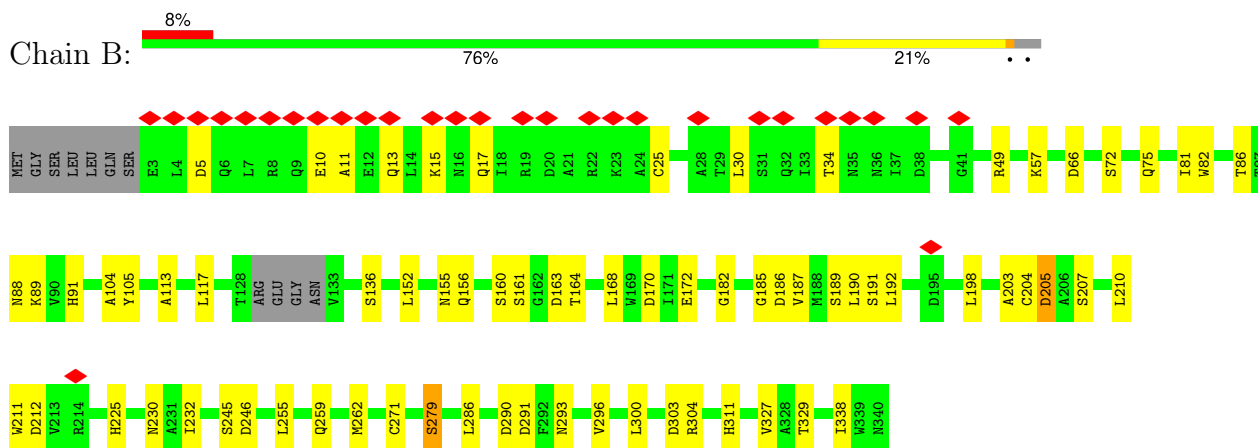 8%
Chain B:
76% 21% • •
MET GLY SER LEU LEU GLN SER E3 L4 D5 Q6 L7 R8 Q9 E10 A11 E12 Q13 L14 K15 N16 Q17 I18 R19 D20 A21 R22 K23 A24 C25 A28 T29 L30 S31 Q32 I33 T34 N35 N36 I37 D38 G41 R49 K57 D66 S72 Q75 I81 W82 T86 T87
N88 K89 V90 H91 A104 Y105 A113 L117 T128 ARG GLU GLY ASN V133 S136 L152 N155 Q156 S160 S161 G162 D163 T164 L168 W169 D170 I171 E172 G182 G185 D186 V187 M188 S189 L190 S191 L192 D195 L198 A203 C204 D205 A206 S207 L210
W211 D212 V213 R214 H225 N230 A231 I232 S245 D246 L255 Q259 M262 C271 S279 L286 D290 D291 F292 N293 V296 L300 D303 R304 H311 V327 A328 T329 I338 W339 N340